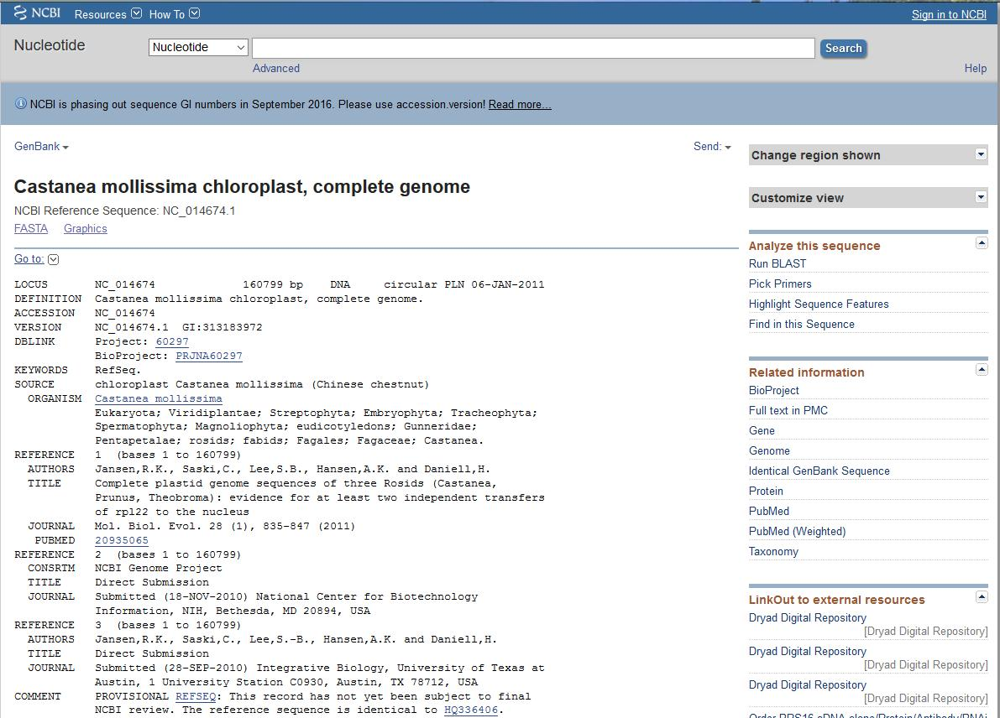 NCBI Resources How To Sign in to NCBI
Nucleotide Nucleotide Search
Advanced Help
NCBI is phasing out sequence GI numbers in September 2016. Please use accession.version! Read more...
GenBank Send:
Castanea mollissima chloroplast, complete genome
NCBI Reference Sequence: NC_014674.1
FASTA Graphics
Go to:
LOCUS NC_014674 160799 bp DNA circular PLN 06-JAN-2011
DEFINITION Castanea mollissima chloroplast, complete genome.
ACCESSION NC_014674
VERSION NC_014674.1 GI:313183972
DBLINK Project: 60297
BioProject: PRJNA60297
KEYWORDS RefSeq.
SOURCE chloroplast Castanea mollissima (Chinese chestnut)
ORGANISM Castanea mollissima
Eukaryota; Viridiplantae; Streptophyta; Embryophyta; Tracheophyta;
Spermatophyta; Magnoliophyta; eudicotyledons; Gunneridae;
Pentapetalae; rosids; fabids; Fagales; Fagaceae; Castanea.
REFERENCE 1 (bases 1 to 160799)
AUTHORS Jansen,R.K., Saski,C., Lee,S.B., Hansen,A.K. and Daniell,H.
TITLE Complete plastid genome sequences of three Rosids (Castanea,
Prunus, Theobroma): evidence for at least two independent transfers
of rpl22 to the nucleus
JOURNAL Mol. Biol. Evol. 28 (1), 835-847 (2011)
PUBMED 20935065
REFERENCE 2 (bases 1 to 160799)
CONSRTM NCBI Genome Project
TITLE Direct Submission
JOURNAL Submitted (18-NOV-2010) National Center for Biotechnology
Information, NIH, Bethesda, MD 20894, USA
REFERENCE 3 (bases 1 to 160799)
AUTHORS Jansen,R.K., Saski,C., Lee,S.-B., Hansen,A.K. and Daniell,H.
TITLE Direct Submission
JOURNAL Submitted (28-SEP-2010) Integrative Biology, University of Texas at
Austin, 1 University Station C0930, Austin, TX 78712, USA
COMMENT PROVISIONAL REFSEQ: This record has not yet been subject to final
NCBI review. The reference sequence is identical to HQ336406.
Change region shown
Customize view
Analyze this sequence
Run BLAST
Pick Primers
Highlight Sequence Features
Find in this Sequence
Related information
BioProject
Full text in PMC
Gene
Genome
Identical GenBank Sequence
Protein
PubMed
PubMed (Weighted)
Taxonomy
LinkOut to external resources
Dryad Digital Repository
[Dryad Digital Repository]
Dryad Digital Repository
[Dryad Digital Repository]
Dryad Digital Repository
[Dryad Digital Repository]
Order RPS16 cDNA clone/Protein/Antibody/RNAi